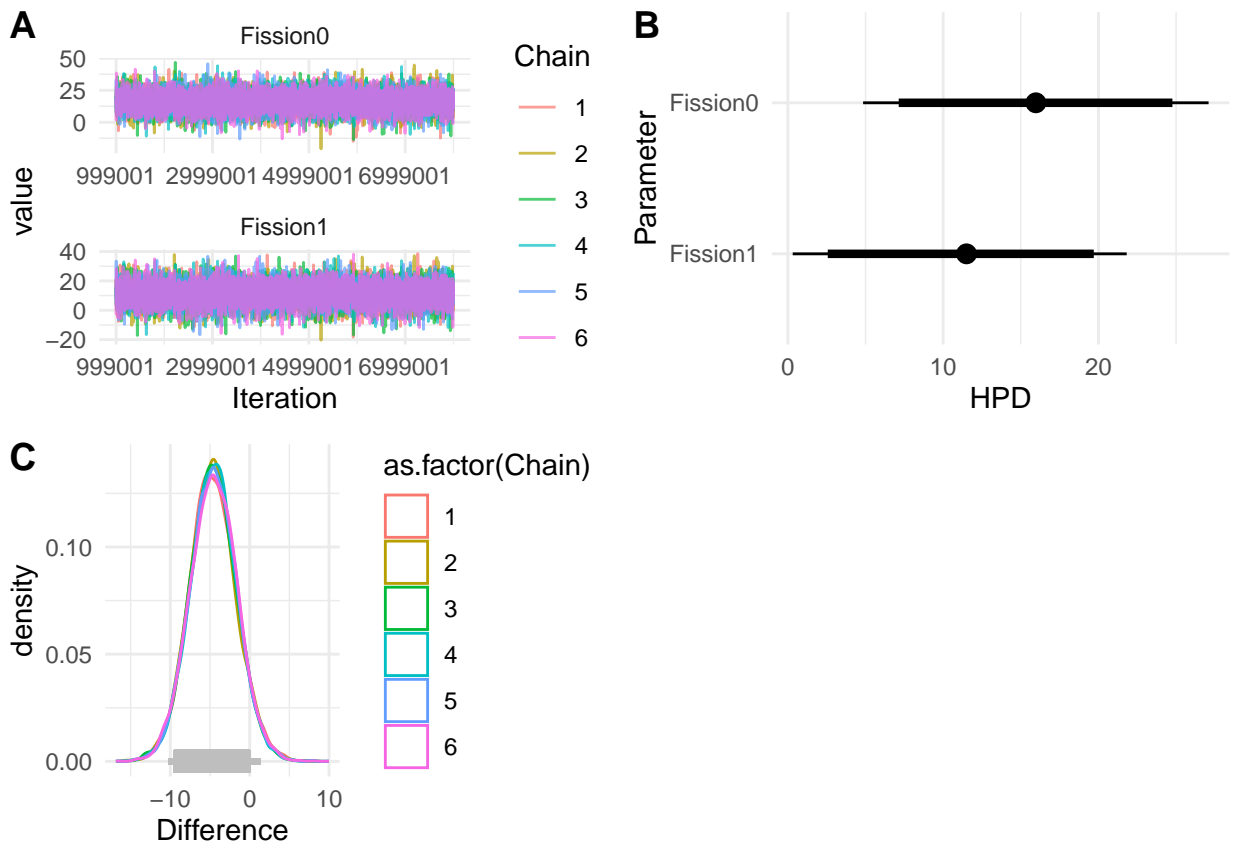 A
Fission0
50
25
0
999001 2999001 4999001 6999001
Fission1
40
20
0
−20
999001 2999001 4999001 6999001
value
Iteration
Chain
1
2
3
4
5
6
B
Parameter
Fission0
Fission1
0 10 20
HPD
C
density
0.10
0.05
0.00
−10 0 10
Difference
as.factor(Chain)
1
2
3
4
5
6